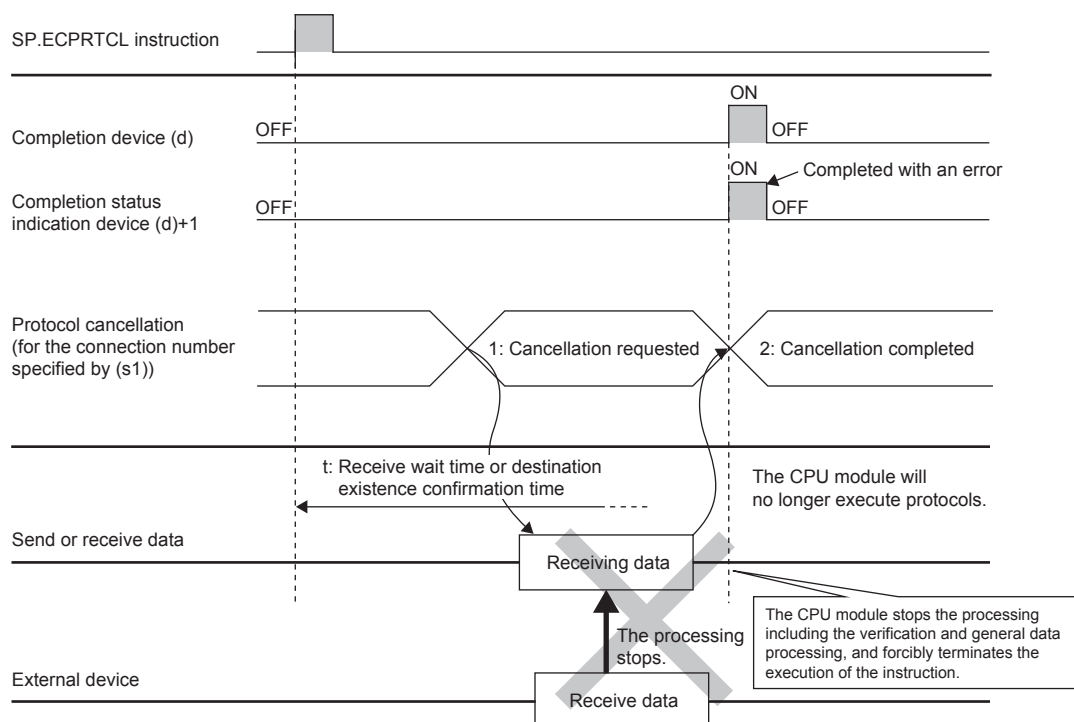 SP.ECPRTCL instruction
ON
Completion device (d)
OFF
OFF
ON
Completed with an error
Completion status
indication device (d)+1
OFF
OFF
Protocol cancellation
(for the connection number
specified by (s1))
1: Cancellation requested
2: Cancellation completed
t: Receive wait time or destination
existence confirmation time
The CPU module will
no longer execute protocols.
Send or receive data
Receiving data
The CPU module stops the processing
including the verification and general data
processing, and forcibly terminates the
execution of the instruction.
The processing
stops.
External device
Receive data